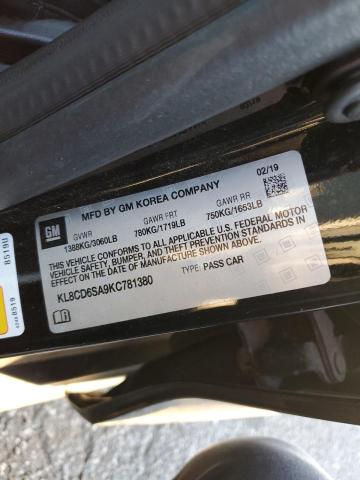 MFD BY GM KOREA COMPANY 02/19
GM
GVWR GAWR FRT GAWR RR
1388KG/3060LB 780KG/1719LB 750KG/1653LB
THIS VEHICLE CONFORMS TO ALL APPLICABLE U.S. FEDERAL MOTOR
VEHICLE SAFETY, BUMPER, AND THEFT PREVENTION STANDARDS IN
EFFECT ON THE DATE OF MANUFACTURE SHOWN ABOVE.
KL8CD6SA9KC781380 TYPE: PASS CAR
8519U